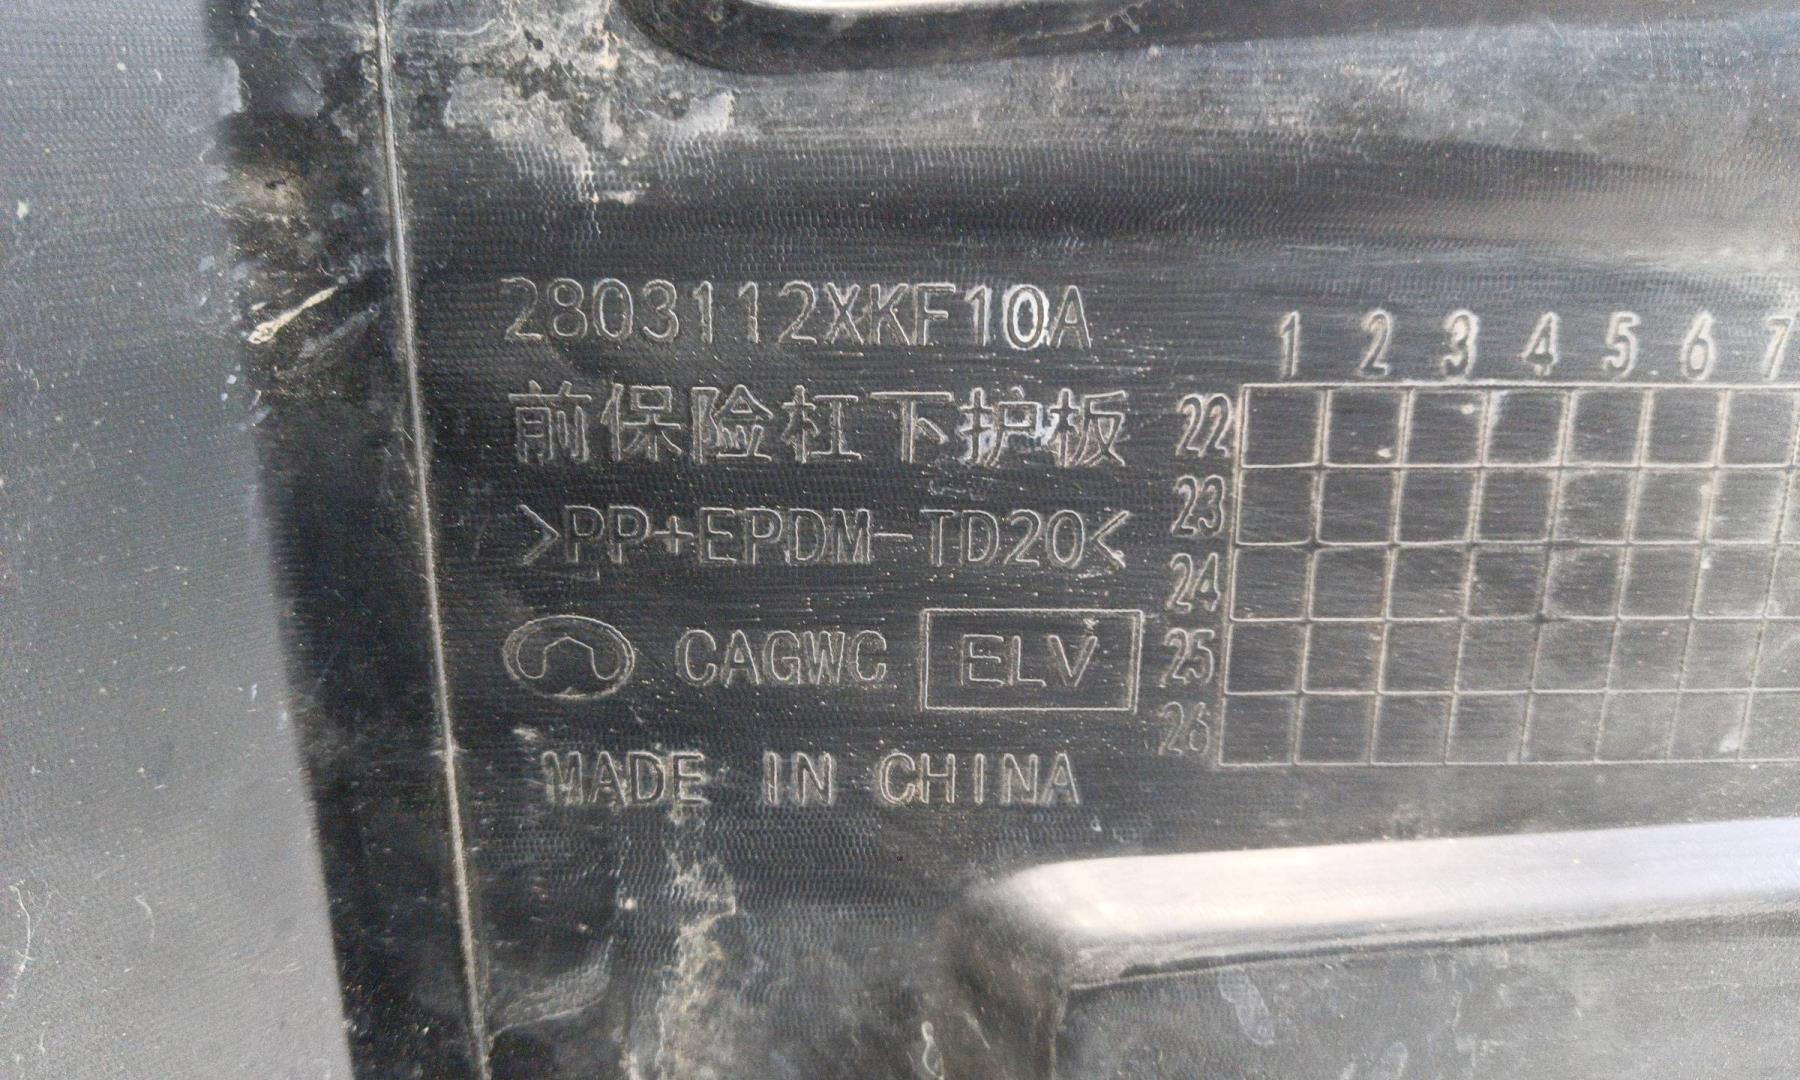 2803112XKF10A
前保险杠下护板
>PP+EPDM-TD20<
CAGWC ELV
MADE IN CHINA
1 2 3 4 5 6 7
22
23
24
25
26